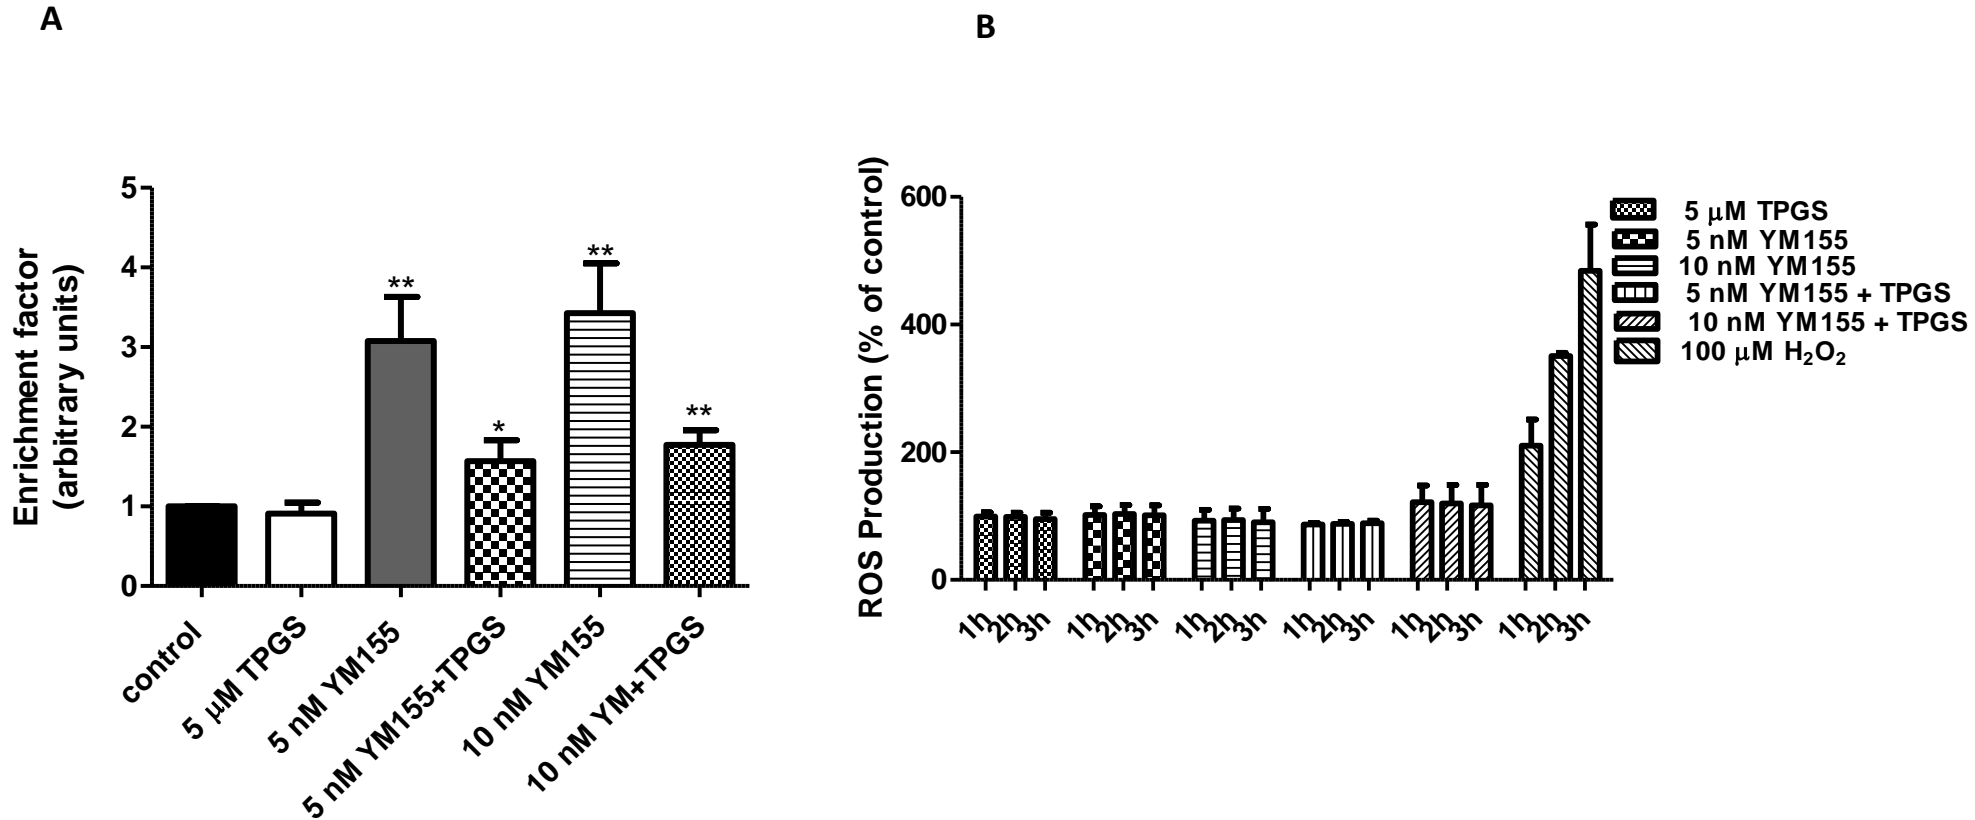 A
B
Enrichment factor
(arbitrary units)
5
4
3
2
1
0
**
*
**
**
control
5 μM TPGS
5 nM YM155
5 nM YM155+TPGS
10 nM YM155
10 nM YM+TPGS
ROS Production (% of control)
600
400
200
0
1h 2h 3h 1h 2h 3h 1h 2h 3h 1h 2h 3h 1h 2h 3h 1h 2h 3h
5 μM TPGS
5 nM YM155
10 nM YM155
5 nM YM155 + TPGS
10 nM YM155 + TPGS
100 μM H₂O₂